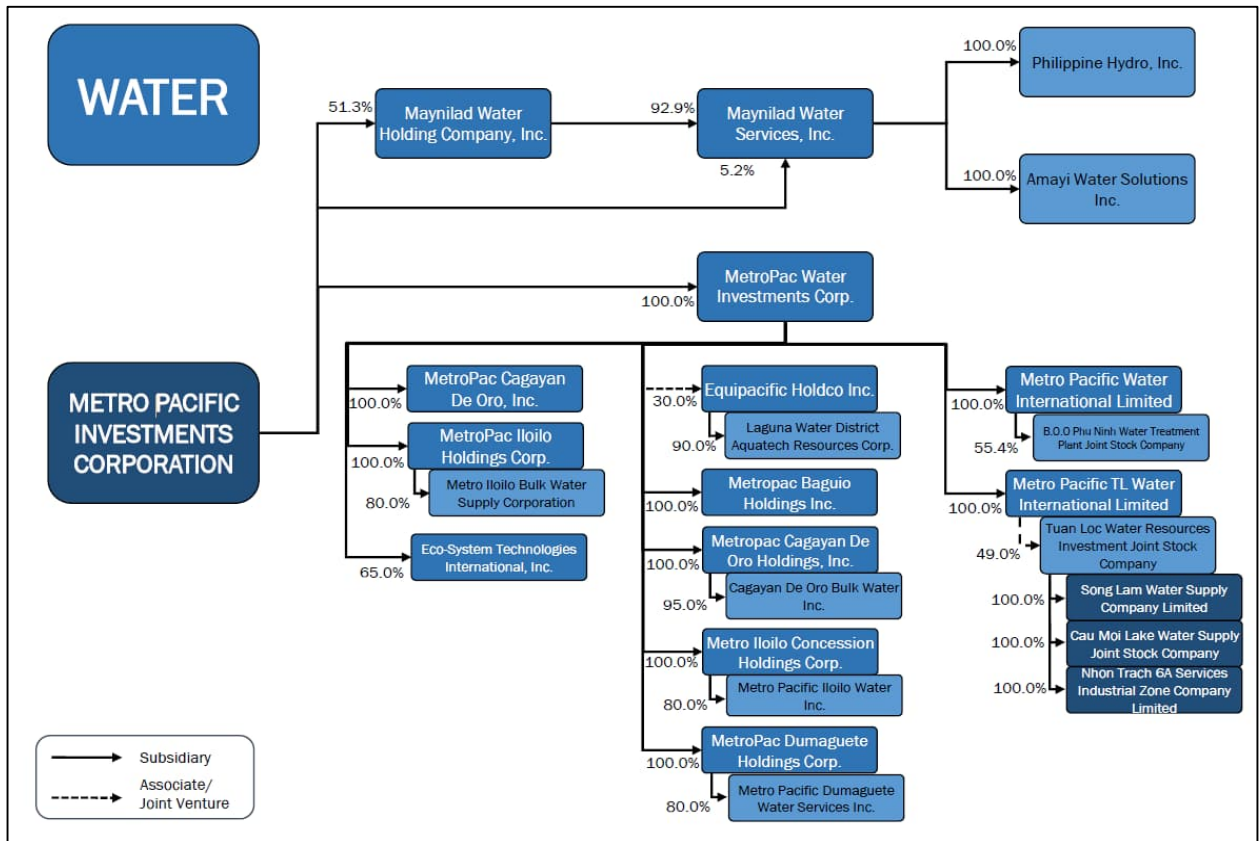 WATER
51.3%
Maynilad Water
Holding Company, Inc.
92.9%
Maynilad Water
Services, Inc.
5.2%
100.0%
Philippine Hydro, Inc.
100.0%
Amayi Water Solutions
Inc.
METRO PACIFIC
INVESTMENTS
CORPORATION
100.0%
MetroPac Water
Investments Corp.
100.0%
MetroPac Cagayan
De Oro, Inc.
100.0%
MetroPac Iloilo
Holdings Corp.
80.0%
Metro Iloilo Bulk Water
Supply Corporation
65.0%
Eco-System Technologies
International, Inc.
30.0%
Equipacific Holdco Inc.
90.0%
Laguna Water District
Aquatech Resources Corp.
100.0%
Metropac Baguio
Holdings Inc.
100.0%
Metropac Cagayan De
Oro Holdings, Inc.
95.0%
Cagayan De Oro Bulk Water
Inc.
100.0%
Metro Iloilo Concession
Holdings Corp.
80.0%
Metro Pacific Iloilo Water
Inc.
100.0%
MetroPac Dumaguete
Holdings Corp.
80.0%
Metro Pacific Dumaguete
Water Services Inc.
100.0%
Metro Pacific Water
International Limited
55.4%
B.O.O Phu Ninh Water Treatment
Plant Joint Stock Company
100.0%
Metro Pacific TL Water
International Limited
49.0%
Tuan Loc Water Resources
Investment Joint Stock
Company
100.0%
Song Lam Water Supply
Company Limited
100.0%
Cau Moi Lake Water Supply
Joint Stock Company
100.0%
Nhon Trach 6A Services
Industrial Zone Company
Limited
Subsidiary
Associate/
Joint Venture